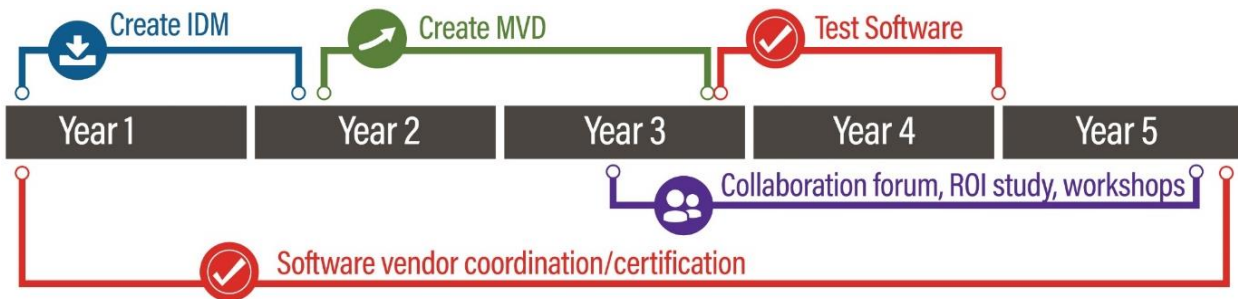 Create IDM
Create MVD
Test Software
Year 1
Year 2
Year 3
Year 4
Year 5
Collaboration forum, ROI study, workshops
Software vendor coordination/certification